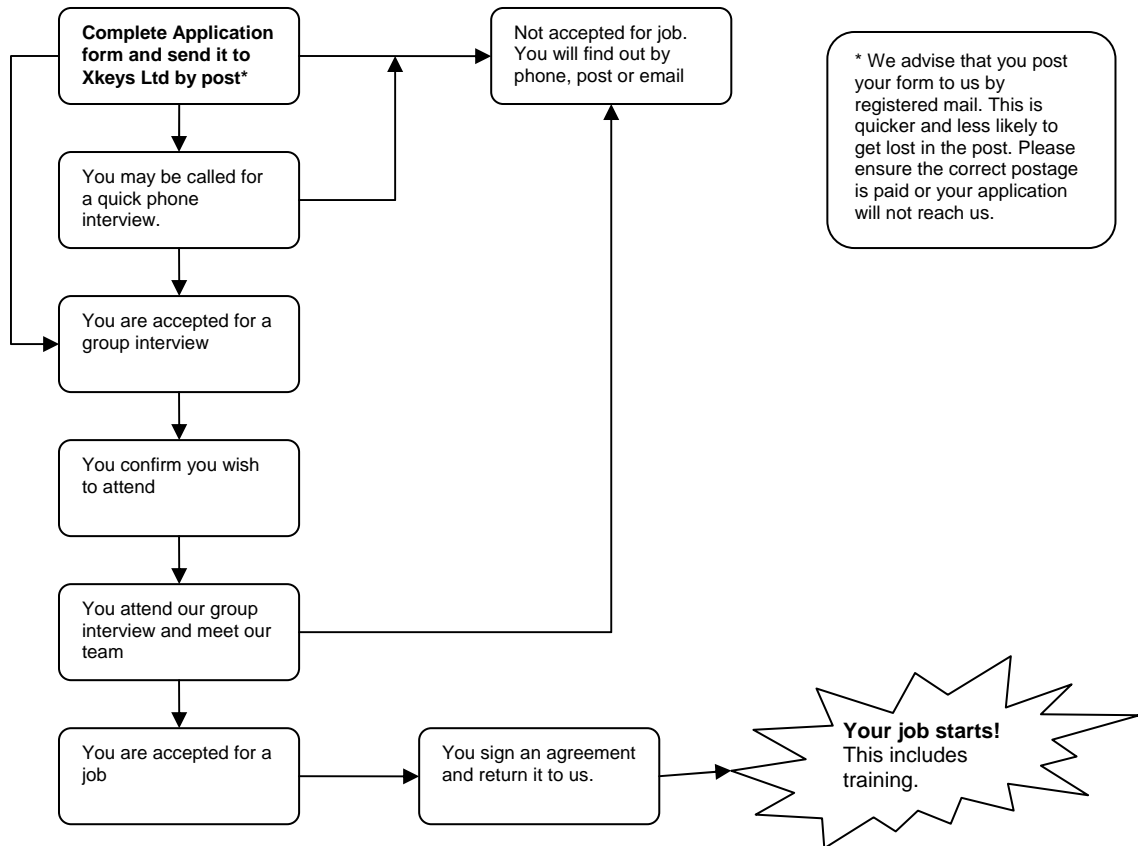 Complete Application
form and send it to
Xkeys Ltd by post*
Not accepted for job.
You will find out by
phone, post or email
* We advise that you post
your form to us by
registered mail. This is
quicker and less likely to
get lost in the post. Please
ensure the correct postage
is paid or your application
will not reach us.
You may be called for
a quick phone
interview.
You are accepted for a
group interview
You confirm you wish
to attend
You attend our group
interview and meet our
team
You are accepted for a
job
You sign an agreement
and return it to us.
Your job starts!
This includes
training.